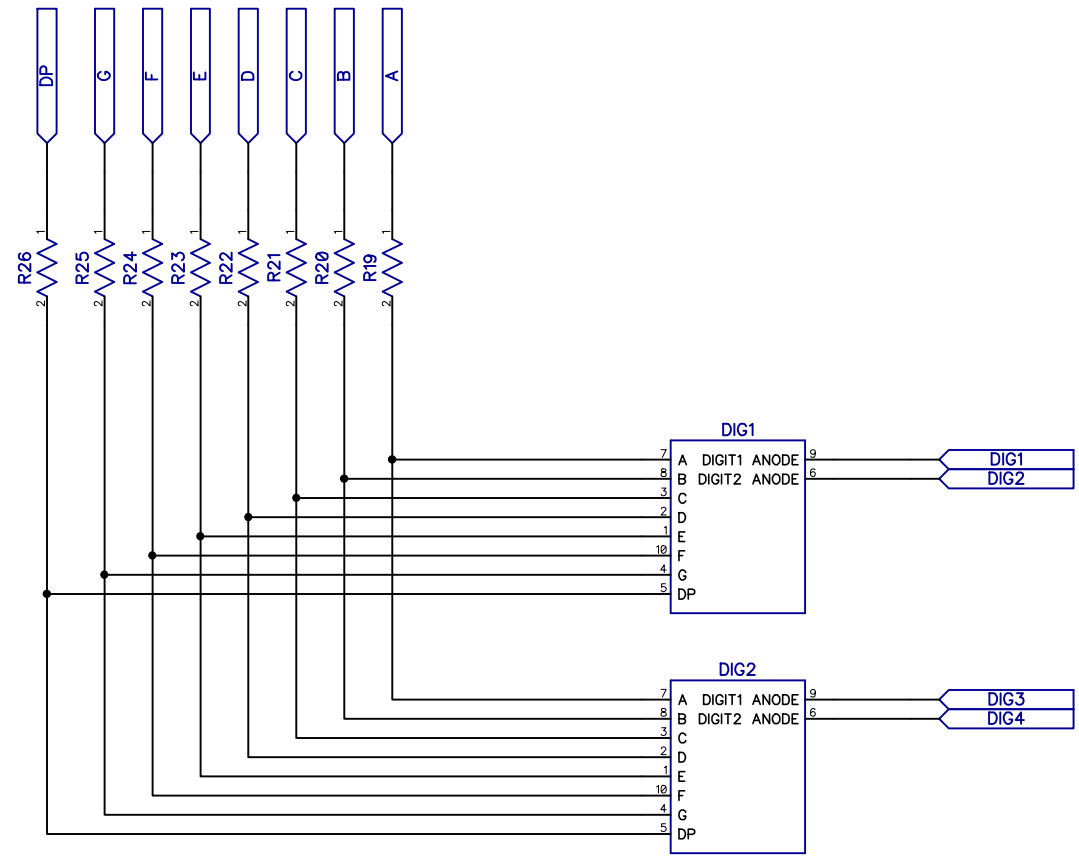 DP G F E D C B A
1 1 1 1 1 1 1 1
R26 R25 R24 R23 R22 R21 R20 R19
2 2 2 2 2 2 2 2
DIG1
7 A DIGIT1 ANODE 9 DIG1
8 B DIGIT2 ANODE 6 DIG2
3 C
2 D
1 E
10 F
4 G
5 DP
DIG2
7 A DIGIT1 ANODE 9 DIG3
8 B DIGIT2 ANODE 6 DIG4
3 C
2 D
1 E
10 F
4 G
5 DP